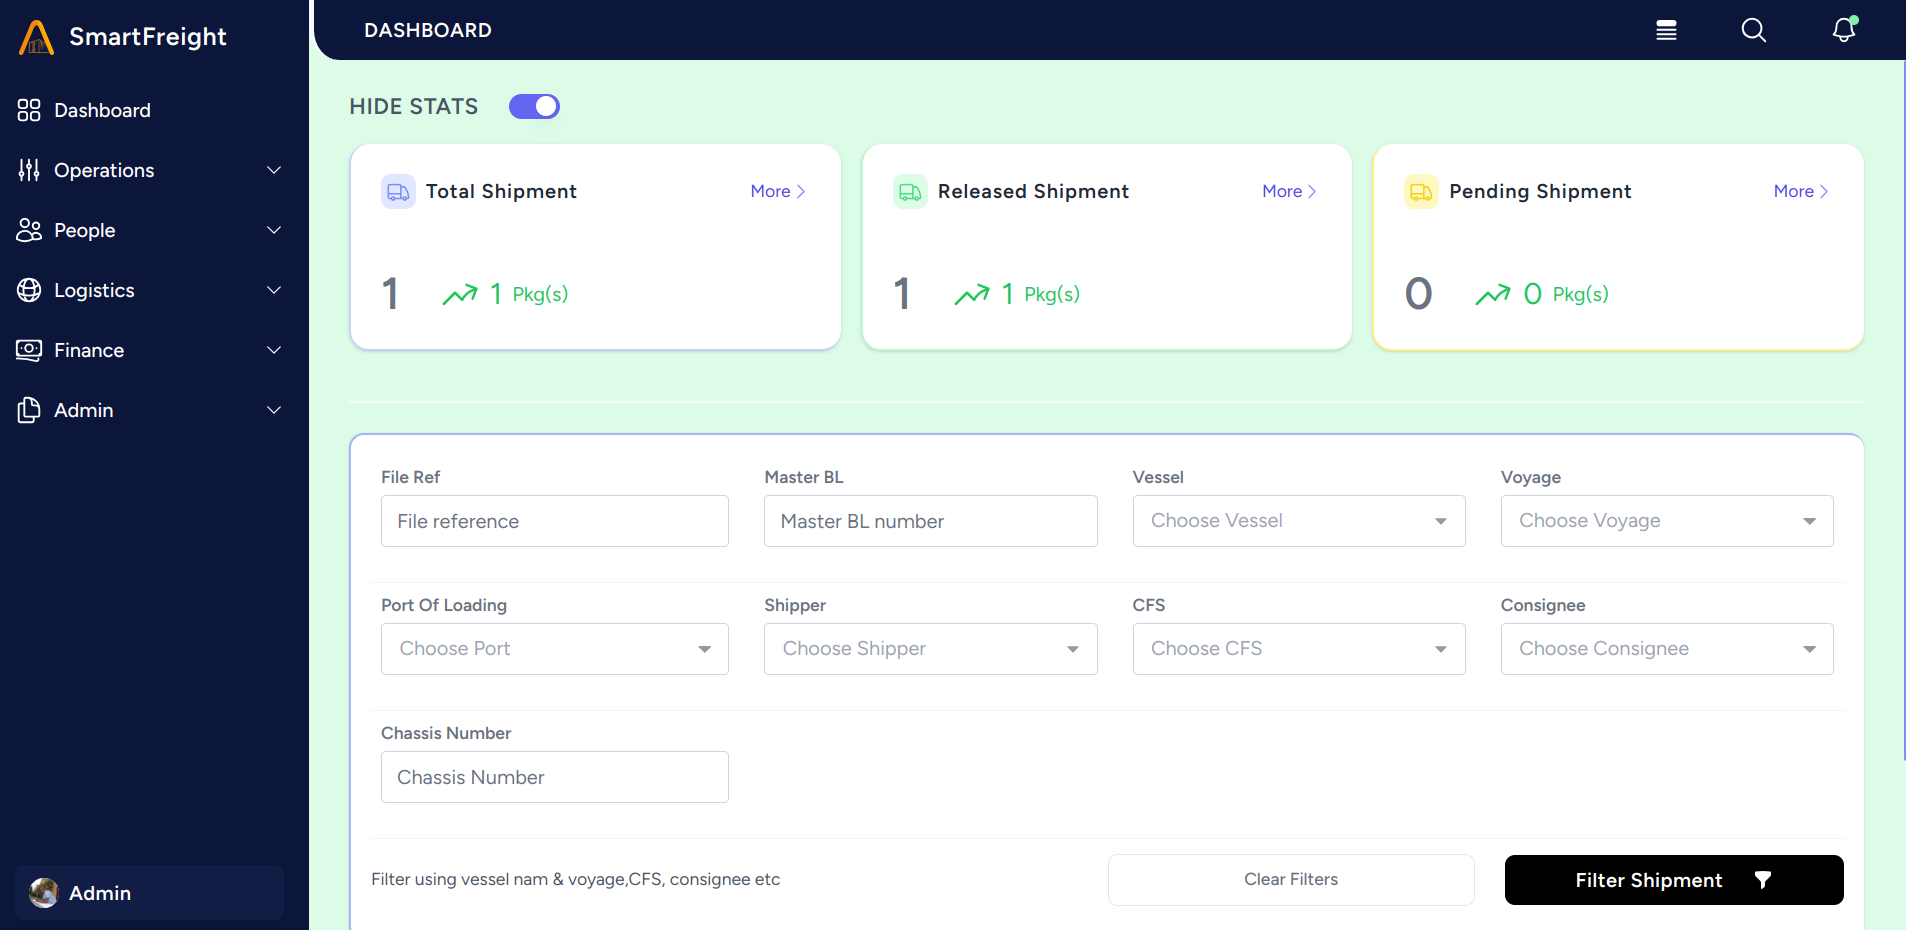 SmartFreight
DASHBOARD
Dashboard
Operations
People
Logistics
Finance
Admin
Admin
HIDE STATS
Total Shipment More
1 1 Pkg(s)
Released Shipment More
1 1 Pkg(s)
Pending Shipment More
0 0 Pkg(s)
File Ref Master BL Vessel Voyage
File reference Master BL number Choose Vessel Choose Voyage
Port Of Loading Shipper CFS Consignee
Choose Port Choose Shipper Choose CFS Choose Consignee
Chassis Number
Chassis Number
Filter using vessel nam & voyage,CFS, consignee etc Clear Filters Filter Shipment